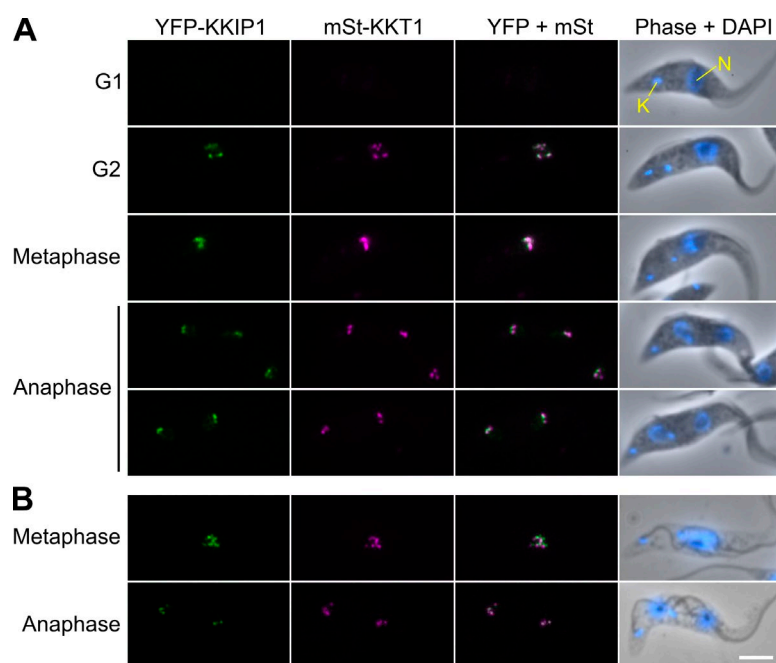 A
YFP-KKIP1 mSt-KKT1 YFP + mSt Phase + DAPI
G1
N
K
G2
Metaphase
Anaphase
B
Metaphase
Anaphase